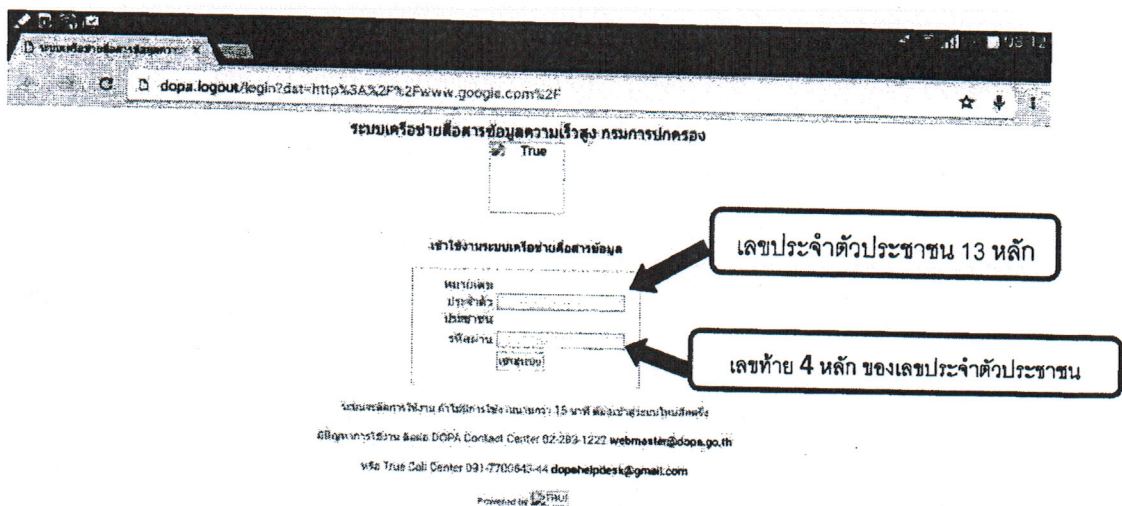 08:12
dopa.logout/login?dst=http%3A%2F%2Fwww.google.com%2F
ระบบเครือข่ายสื่อสารข้อมูลความเร็วสูง กรมการปกครอง
True
เข้าใช้งานระบบเครือข่ายสื่อสารข้อมูล
เลขประจำตัวประชาชน 13 หลัก
หมายเลข
ประจำตัว
ประชาชน
รหัสผ่าน
เข้าสู่ระบบ
เลขท้าย 4 หลัก ของเลขประจำตัวประชาชน
ระบบจะตัดการใช้งาน ถ้าไม่มีการใช้งานนานกว่า 15 นาที ต้องเข้าสู่ระบบใหม่อีกครั้ง
มีปัญหาการใช้งาน ติดต่อ DOPA Contact Center 02-283-1222 webmaster@dopa.go.th
หรือ True Call Center 091-7700643-44 dopahelpdesk@gmail.com
Powered by TRUE